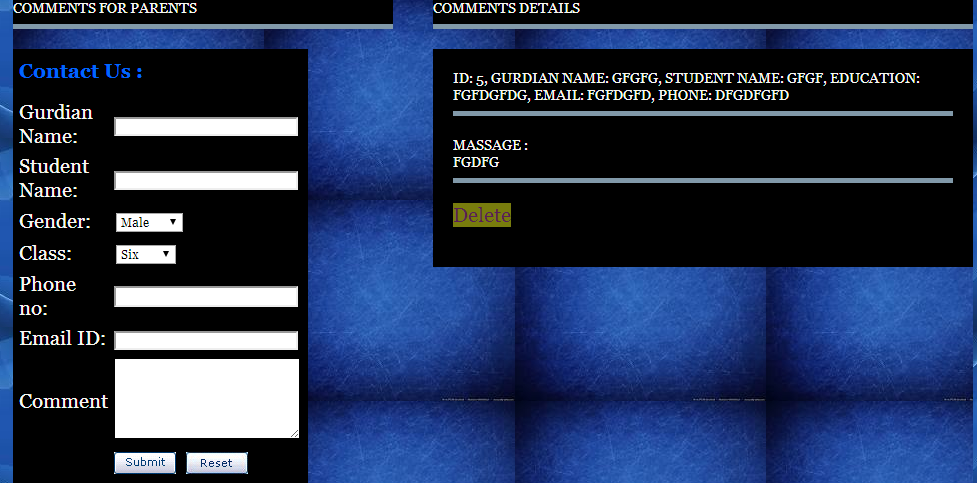 COMMENTS FOR PARENTS
Contact Us :
Gurdian
Name:
Student
Name:
Gender: Male
Class: Six
Phone
no:
Email ID:
Comment
Submit Reset
COMMENTS DETAILS
ID: 5, GURDIAN NAME: GFGFG, STUDENT NAME: GFGF, EDUCATION:
FGFDGFDG, EMAIL: FGFDGFD, PHONE: DFGDFGFD
MASSAGE :
FGDFG
Delete